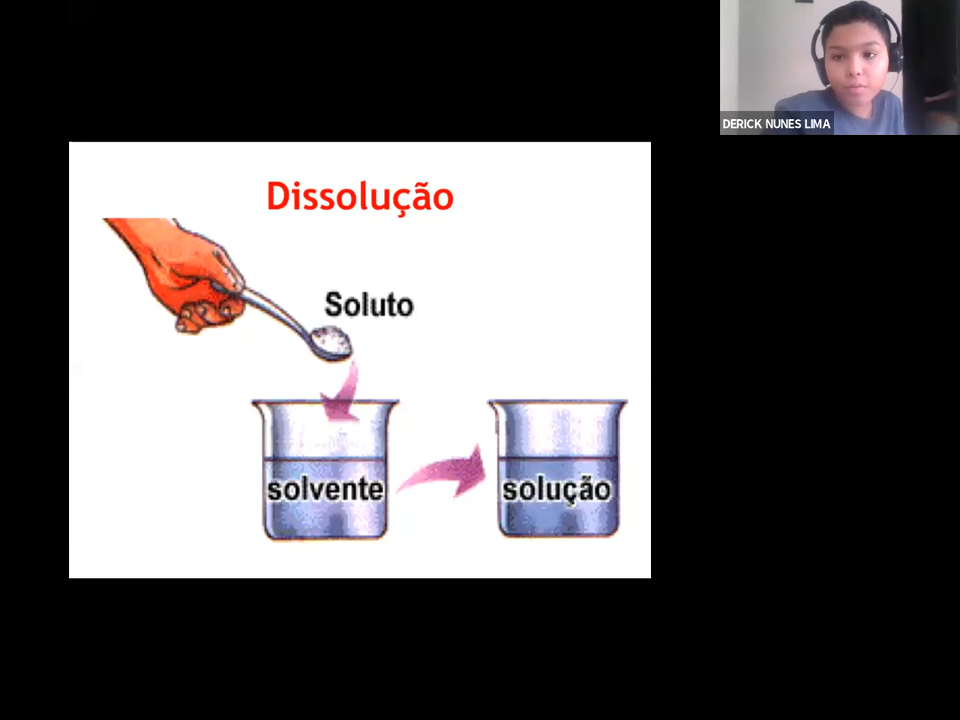 DERICK NUNES LIMA
Dissolução
Soluto
solvente
solução